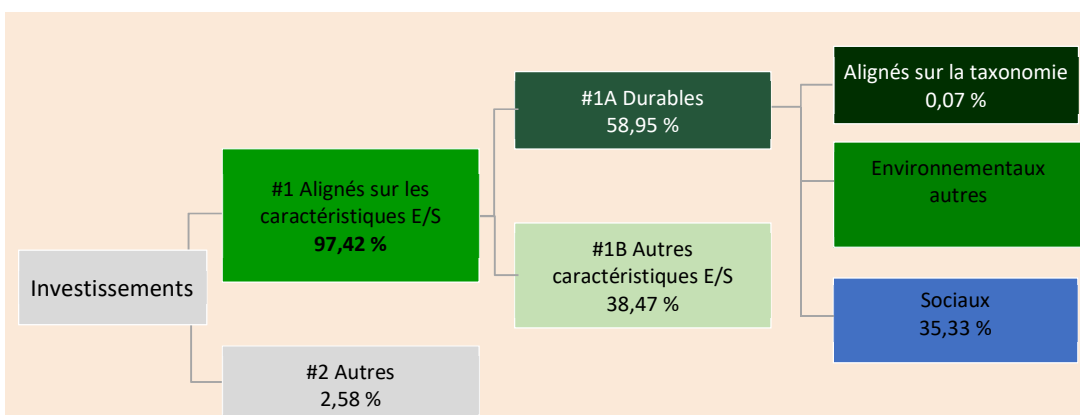 Investissements
#1 Alignés sur les
caractéristiques E/S
97,42 %
#2 Autres
2,58 %
#1A Durables
58,95 %
#1B Autres
caractéristiques E/S
38,47 %
Alignés sur la taxonomie
0,07 %
Environnementaux
autres
Sociaux
35,33 %